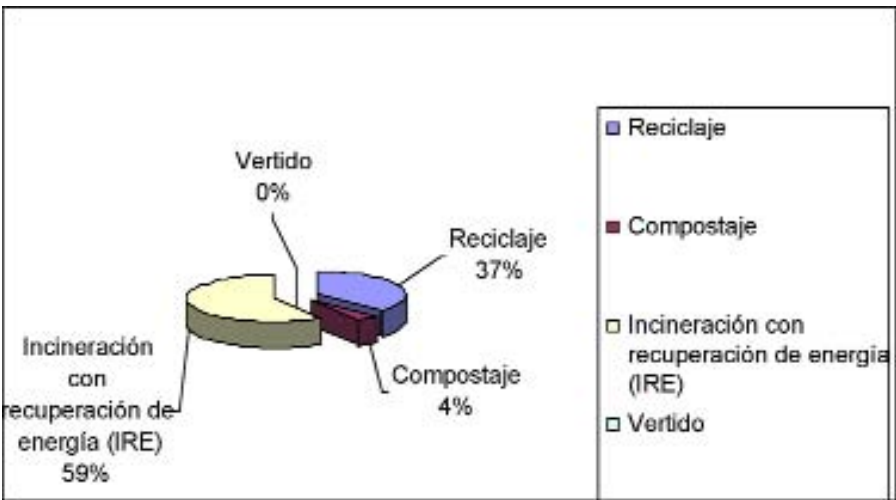 Vertido
0%
Reciclaje
37%
Compostaje
4%
Incineración
con
recuperación de
energía (IRE)
59%
Reciclaje
Compostaje
Incineración con
recuperación de energía
(IRE)
Vertido